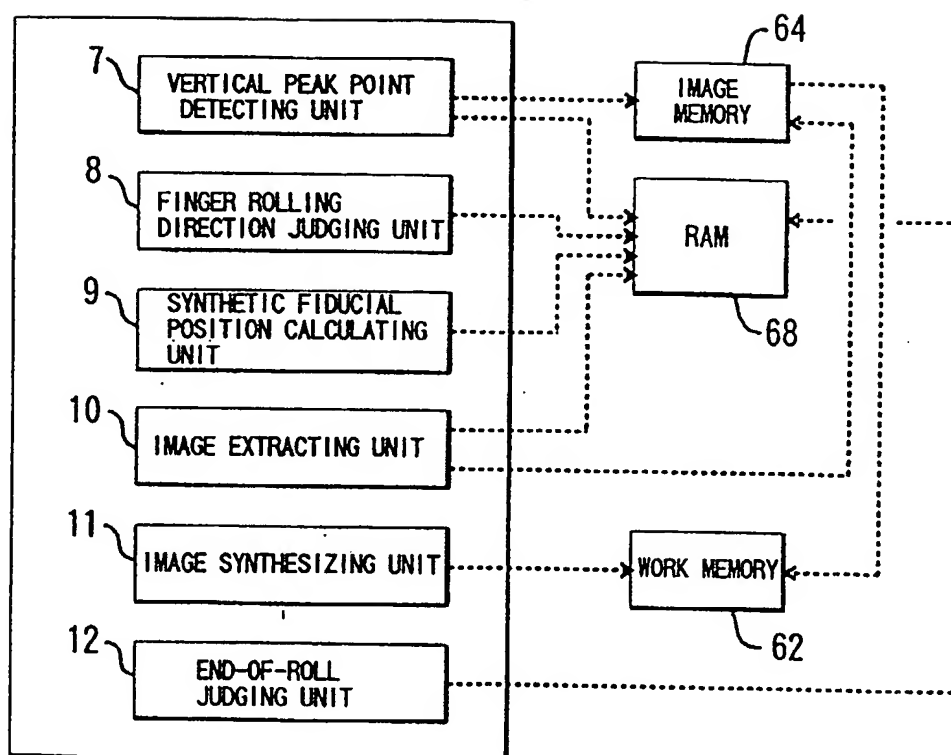 7
VERTICAL PEAK POINT
DETECTING UNIT
8
FINGER ROLLING
DIRECTION JUDGING UNIT
9
SYNTHETIC FIDUCIAL
POSITION CALCULATING
UNIT
10
IMAGE EXTRACTING UNIT
11
IMAGE SYNTHESIZING UNIT
12
END-OF-ROLL
JUDGING UNIT
64
IMAGE
MEMORY
RAM
68
WORK MEMORY
62